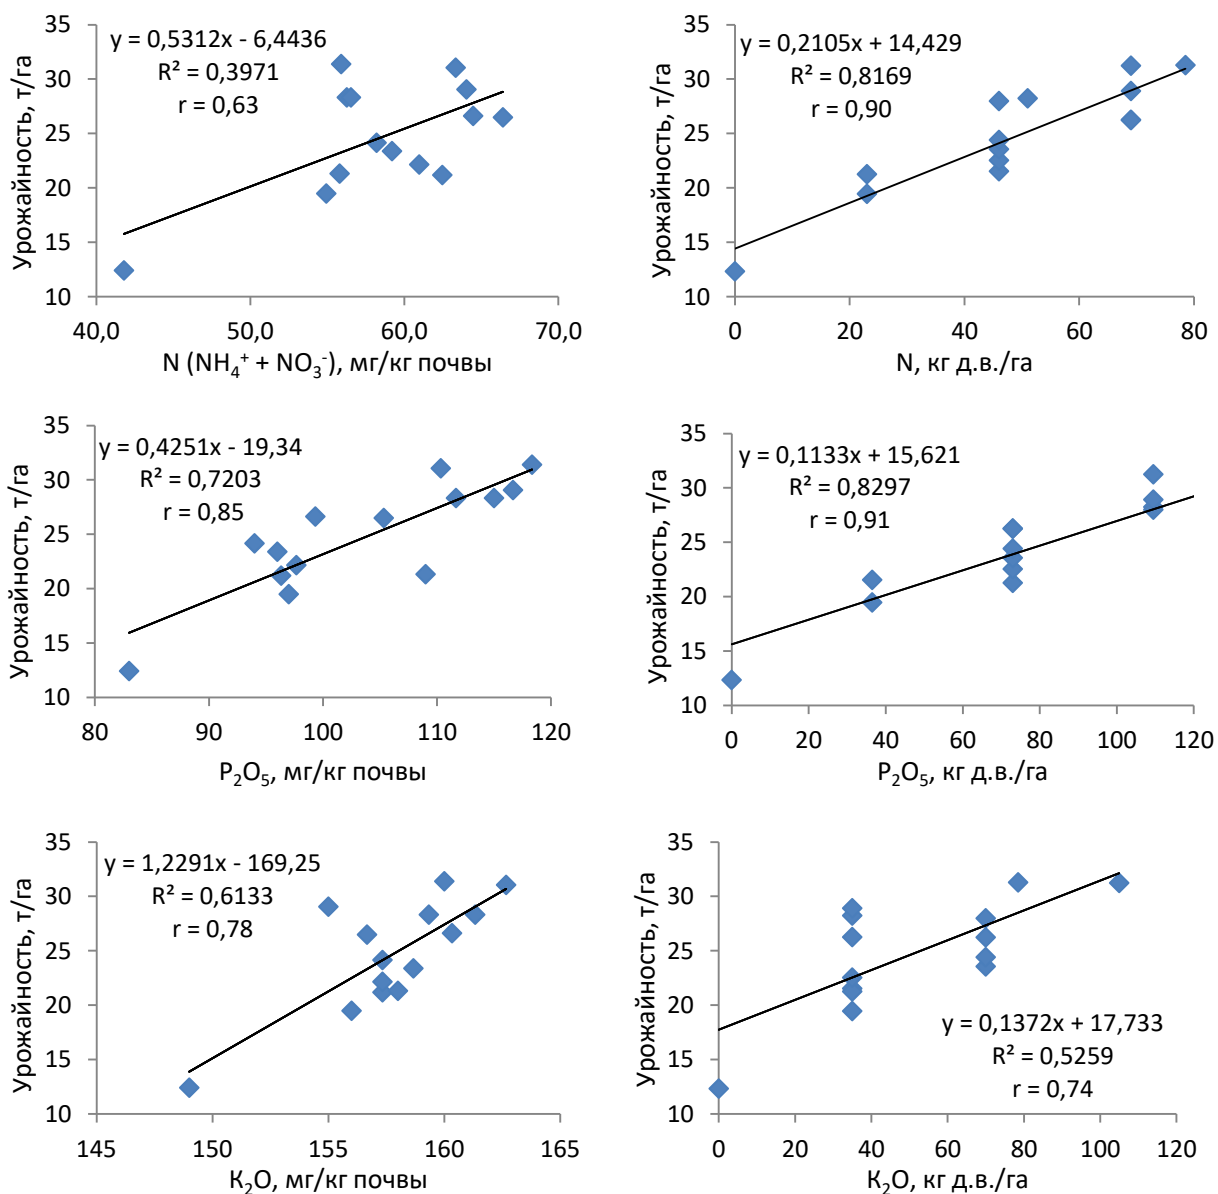 35
30
25
20
15
10
Урожайность, т/га
y = 0,5312x - 6,4436
R² = 0,3971
r = 0,63
40,0 50,0 60,0 70,0
N (NH₄⁺ + NO₃⁻), мг/кг почвы
35
30
25
20
15
10
Урожайность, т/га
y = 0,2105x + 14,429
R² = 0,8169
r = 0,90
0 20 40 60 80
N, кг д.в./га
35
30
25
20
15
10
Урожайность, т/га
y = 0,4251x - 19,34
R² = 0,7203
r = 0,85
80 90 100 110 120
P₂O₅, мг/кг почвы
35
30
25
20
15
10
Урожайность, т/га
y = 0,1133x + 15,621
R² = 0,8297
r = 0,91
0 20 40 60 80 100 120
P₂O₅, кг д.в./га
35
30
25
20
15
10
Урожайность, т/га
y = 1,2291x - 169,25
R² = 0,6133
r = 0,78
145 150 155 160 165
K₂O, мг/кг почвы
35
30
25
20
15
10
Урожайность, т/га
y = 0,1372x + 17,733
R² = 0,5259
r = 0,74
0 20 40 60 80 100 120
K₂O, кг д.в./га